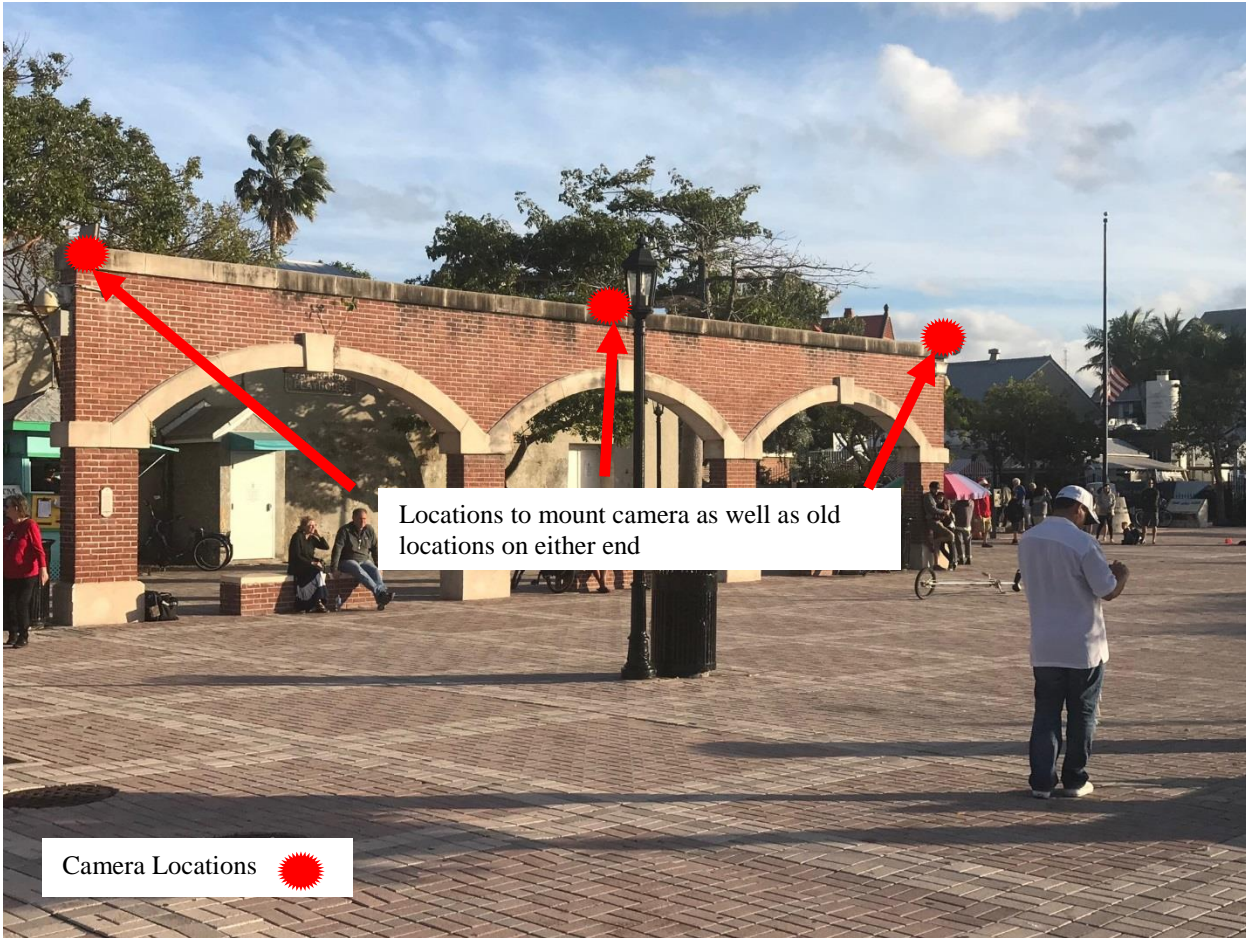 Locations to mount camera as well as old
locations on either end
Camera Locations